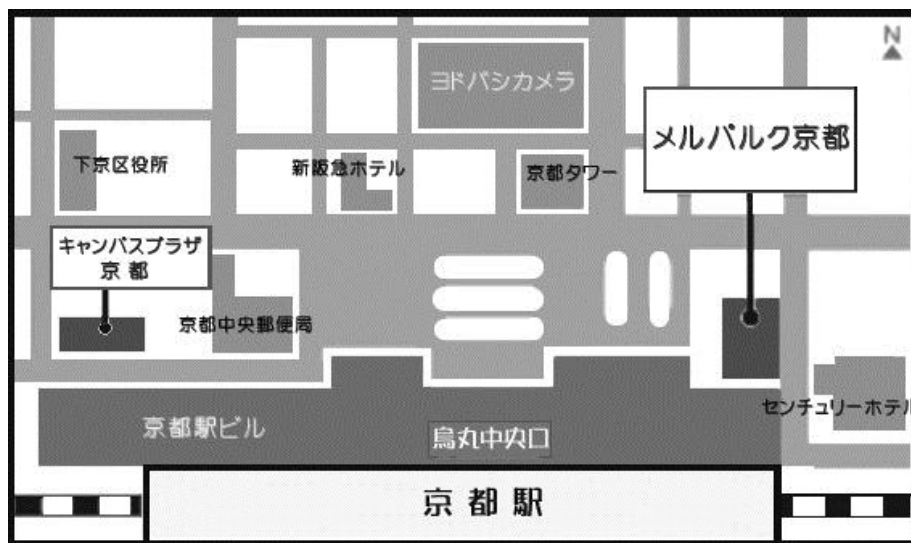 N
ヨドバシカメラ
メルパルク京都
下京区役所
新阪急ホテル
京都タワー
キャンパスプラザ
京都
京都中央郵便局
センチュリーホテル
京都駅ビル
烏丸中央口
京都駅